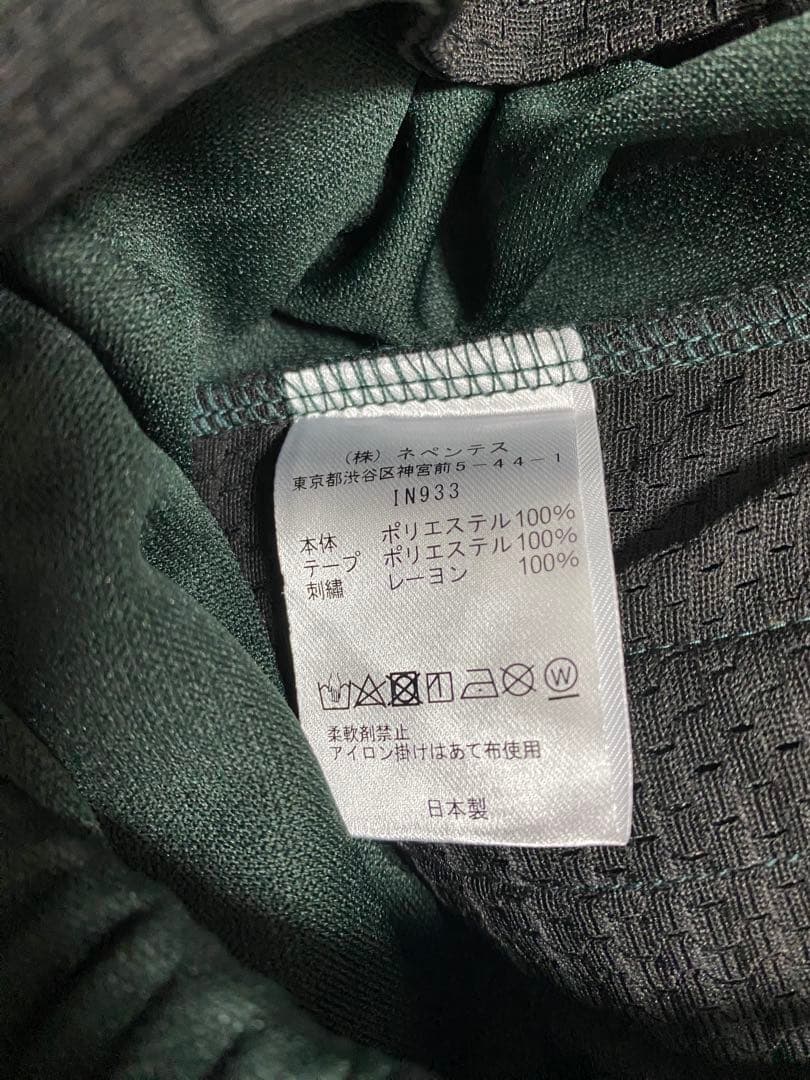 （株）ネペンテス
東京都渋谷区神宮前５－４４－１
IN933
本体 ポリエステル100%
テープ ポリエステル100%
刺繍 レーヨン 100%
W
柔軟剤禁止
アイロン掛けはあて布使用
日本製